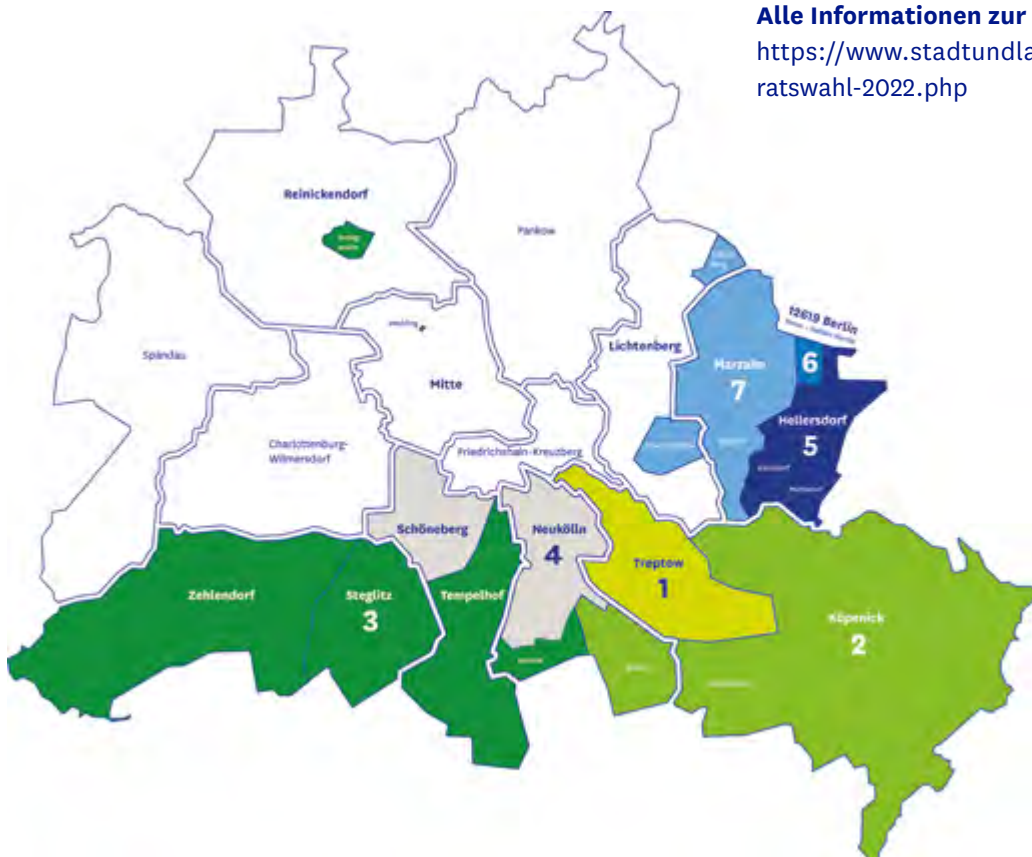 Alle Informationen zur
https://www.stadtundla
ratswahl-2022.php
Reinickendorf
Pankow
12619 Berlin
Spandau
Wedding
Lichtenberg
Marzahn
7
6
Mitte
Hellersdorf
5
Charlottenburg-
Wilmersdorf
Friedrichshain-Kreuzberg
Schöneberg
Neukölln
4
Treptow
1
Zehlendorf
Steglitz
3
Tempelhof
Köpenick
2